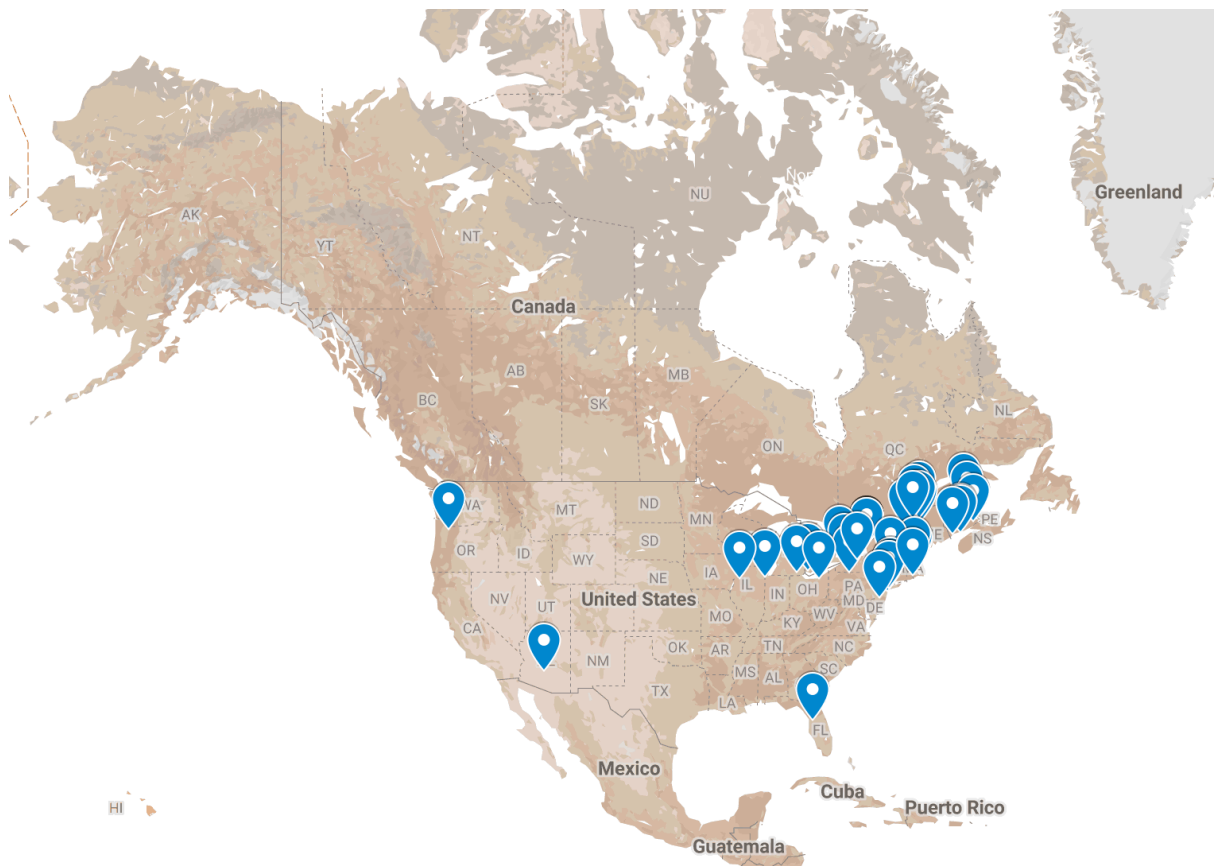 Greenland
NU
AK
YT
NT
Canada
AB
MB
BC
SK
NL
ON
QC
WA
ND
MT
MN
PE
NS
OR
ID
SD
WY
IA
IL
NE
NV
UT
United States
IN
OH
PA
MD
DE
CA
MO
KY
WV
VA
OK
AR
TN
NC
NM
MS
AL
SC
TX
LA
FL
Mexico
Cuba
Puerto Rico
HI
Guatemala